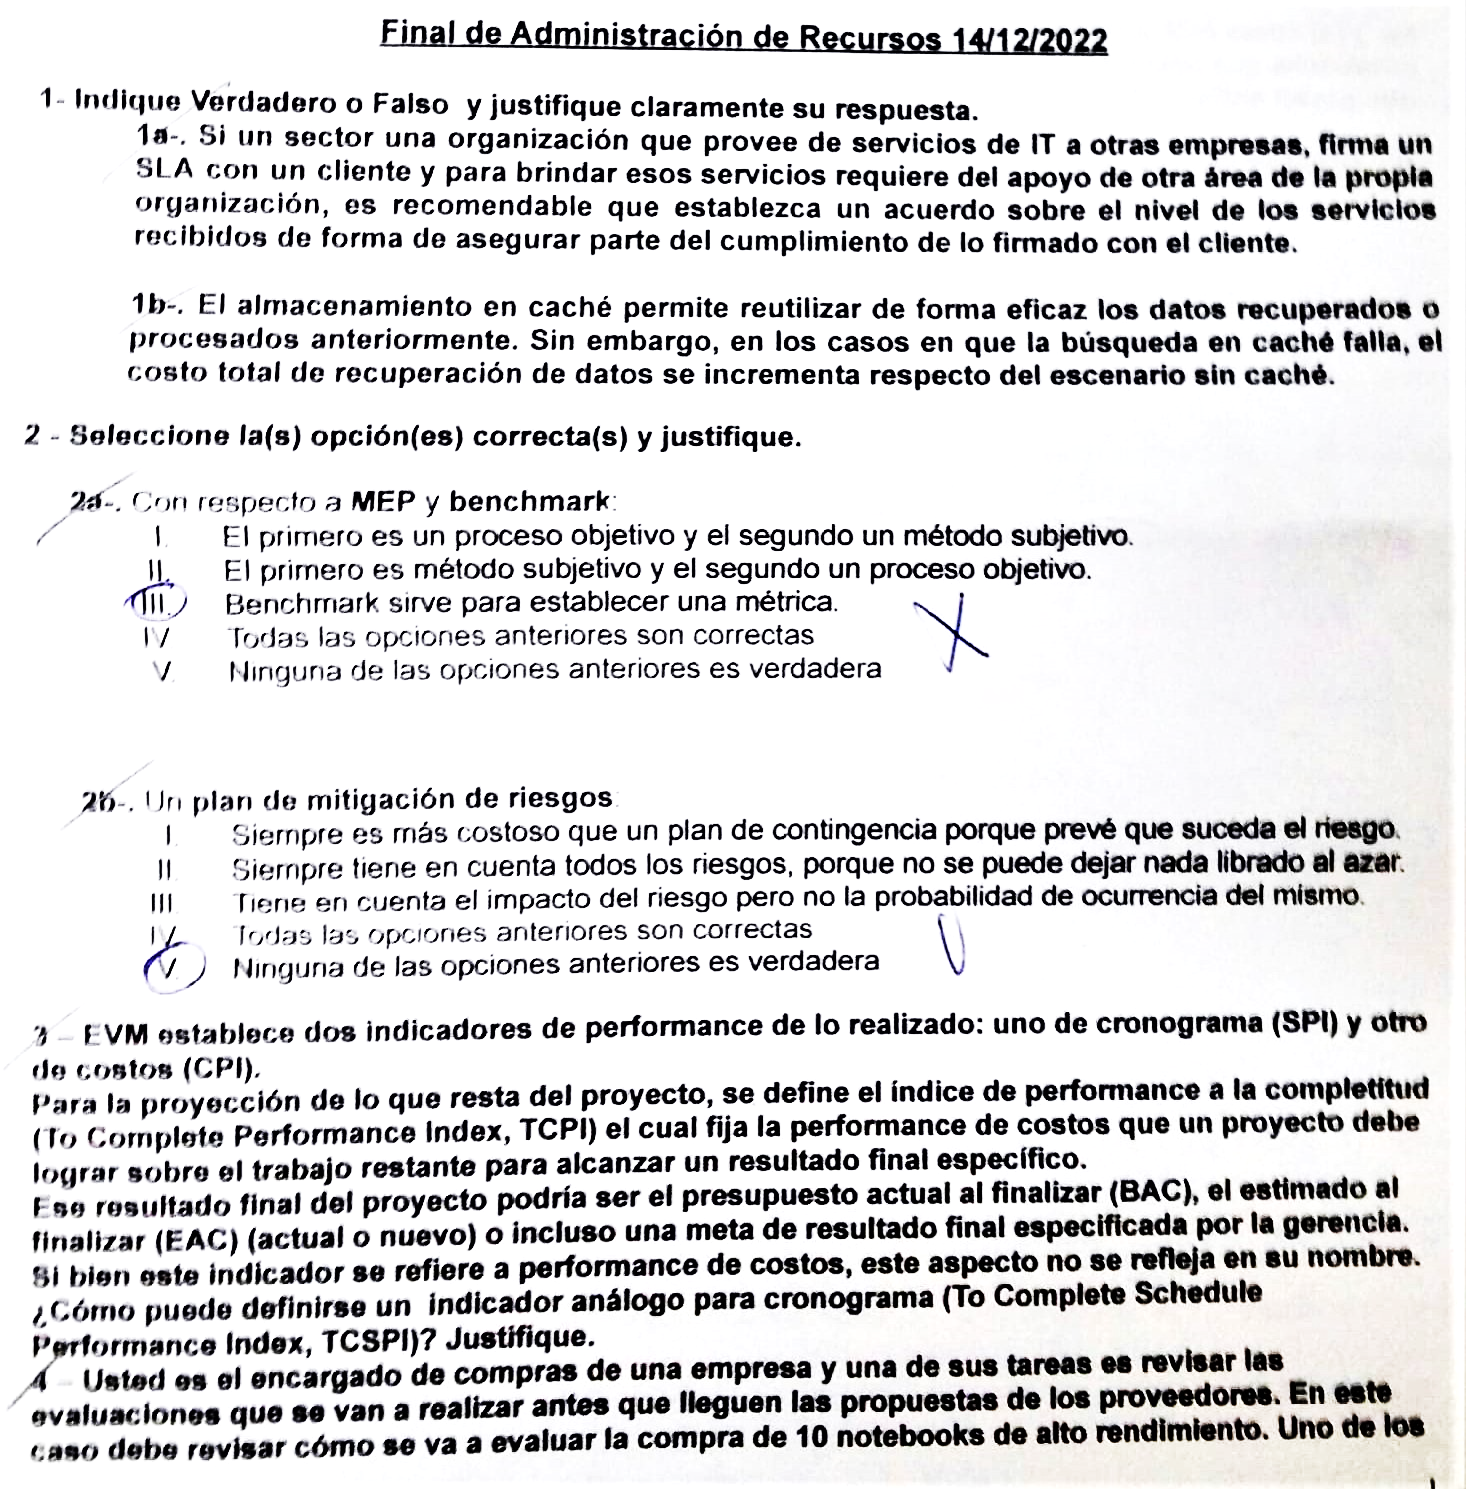 Final de Administración de Recursos 14/12/2022
1- Indique Verdadero o Falso y justifique claramente su respuesta.
1a-. Si un sector una organización que provee de servicios de IT a otras empresas, firma un
SLA con un cliente y para brindar esos servicios requiere del apoyo de otra área de la propia
organización, es recomendable que establezca un acuerdo sobre el nivel de los servicios
recibidos de forma de asegurar parte del cumplimiento de lo firmado con el cliente.
1b-. El almacenamiento en caché permite reutilizar de forma eficaz los datos recuperados o
procesados anteriormente. Sin embargo, en los casos en que la búsqueda en caché falla, el
costo total de recuperación de datos se incrementa respecto del escenario sin caché.
2 - Seleccione la(s) opción(es) correcta(s) y justifique.
2a-. Con respecto a MEP y benchmark:
I. El primero es un proceso objetivo y el segundo un método subjetivo.
II. El primero es método subjetivo y el segundo un proceso objetivo.
III. Benchmark sirve para establecer una métrica.
IV Todas las opciones anteriores son correctas
V. Ninguna de las opciones anteriores es verdadera
2b-. Un plan de mitigación de riesgos
I. Siempre es más costoso que un plan de contingencia porque prevé que suceda el riesgo.
II Siempre tiene en cuenta todos los riesgos, porque no se puede dejar nada librado al azar.
III Tiene en cuenta el impacto del riesgo pero no la probabilidad de ocurrencia del mismo.
IV Todas las opciones anteriores son correctas
V Ninguna de las opciones anteriores es verdadera
3 – EVM establece dos indicadores de performance de lo realizado: uno de cronograma (SPI) y otro
de costos (CPI).
Para la proyección de lo que resta del proyecto, se define el índice de performance a la completitud
(To Complete Performance Index, TCPI) el cual fija la performance de costos que un proyecto debe
lograr sobre el trabajo restante para alcanzar un resultado final específico.
Ese resultado final del proyecto podría ser el presupuesto actual al finalizar (BAC), el estimado al
finalizar (EAC) (actual o nuevo) o incluso una meta de resultado final especificada por la gerencia.
Si bien este indicador se refiere a performance de costos, este aspecto no se refleja en su nombre.
¿Cómo puede definirse un indicador análogo para cronograma (To Complete Schedule
Performance Index, TCSPI)? Justifique.
4 – Usted es el encargado de compras de una empresa y una de sus tareas es revisar las
evaluaciones que se van a realizar antes que lleguen las propuestas de los proveedores. En este
caso debe revisar cómo se va a evaluar la compra de 10 notebooks de alto rendimiento. Uno de los